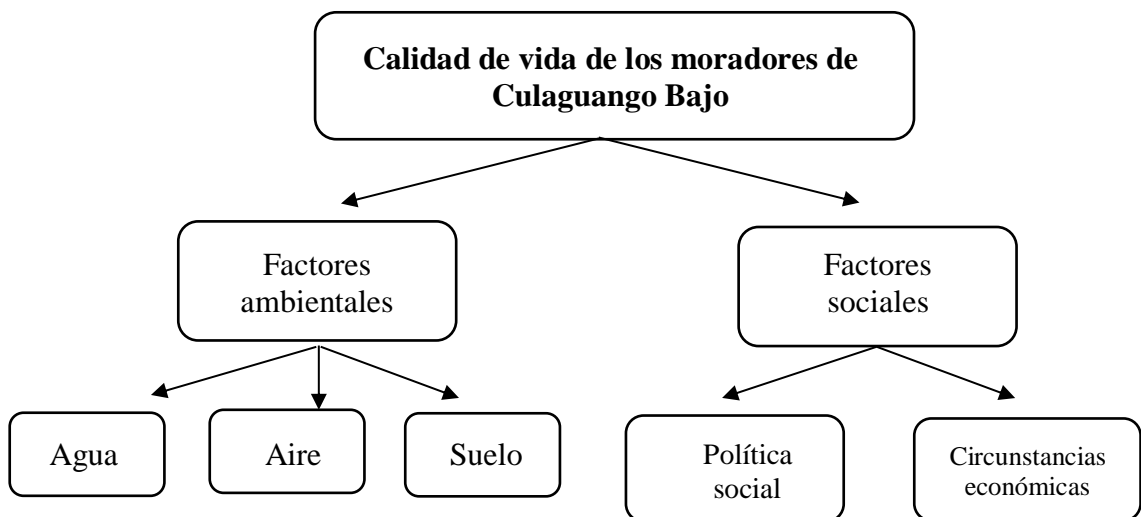 Calidad de vida de los moradores de
Culaguango Bajo
Factores
ambientales
Factores
sociales
Agua
Aire
Suelo
Política
social
Circunstancias
económicas